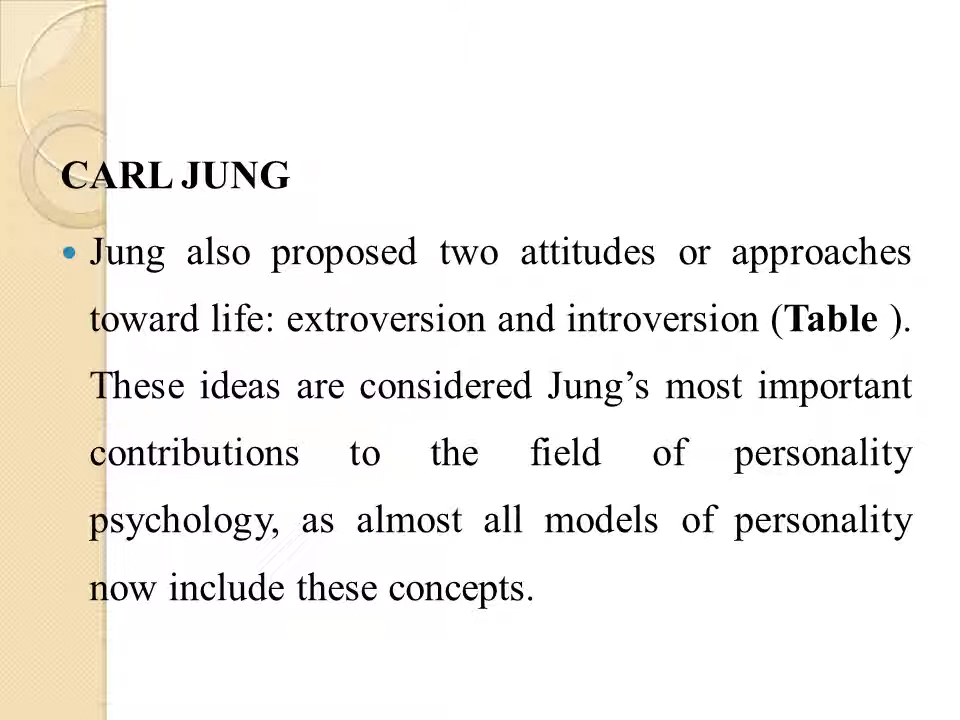 CARL JUNG
• Jung also proposed two attitudes or approaches
toward life: extroversion and introversion (Table ).
These ideas are considered Jung’s most important
contributions to the field of personality
psychology, as almost all models of personality
now include these concepts.